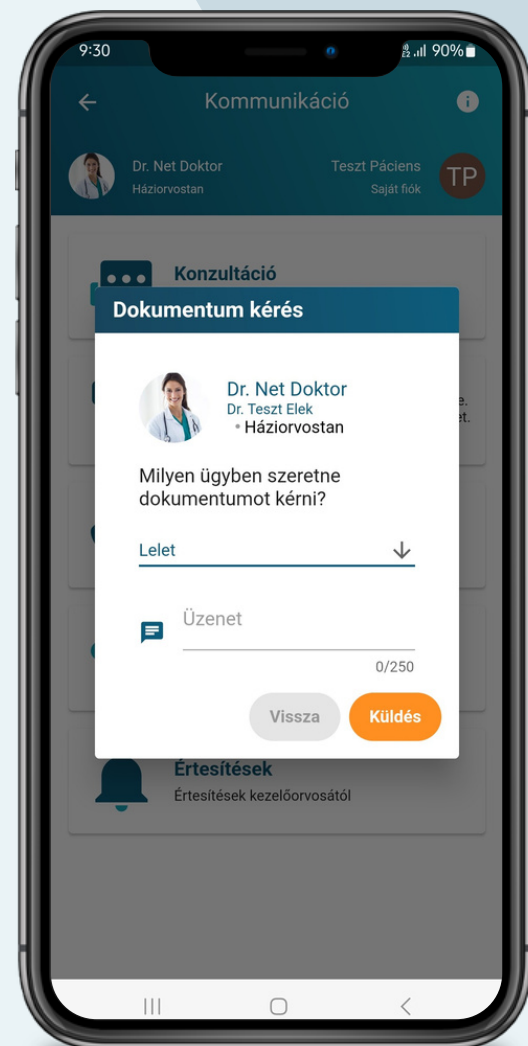 9:30
90%
Kommunikáció
Dr. Net Doktor
Háziorvostan
Teszt Páciens
Saját fiók
TP
Konzultáció
Dokumentum kérés
Dr. Net Doktor
Dr. Teszt Elek
• Háziorvostan
e.
et.
Milyen ügyben szeretne
dokumentumot kérni?
Lelet
Üzenet
0/250
Vissza
Küldés
Értesítések
Értesítések kezelőorvosától